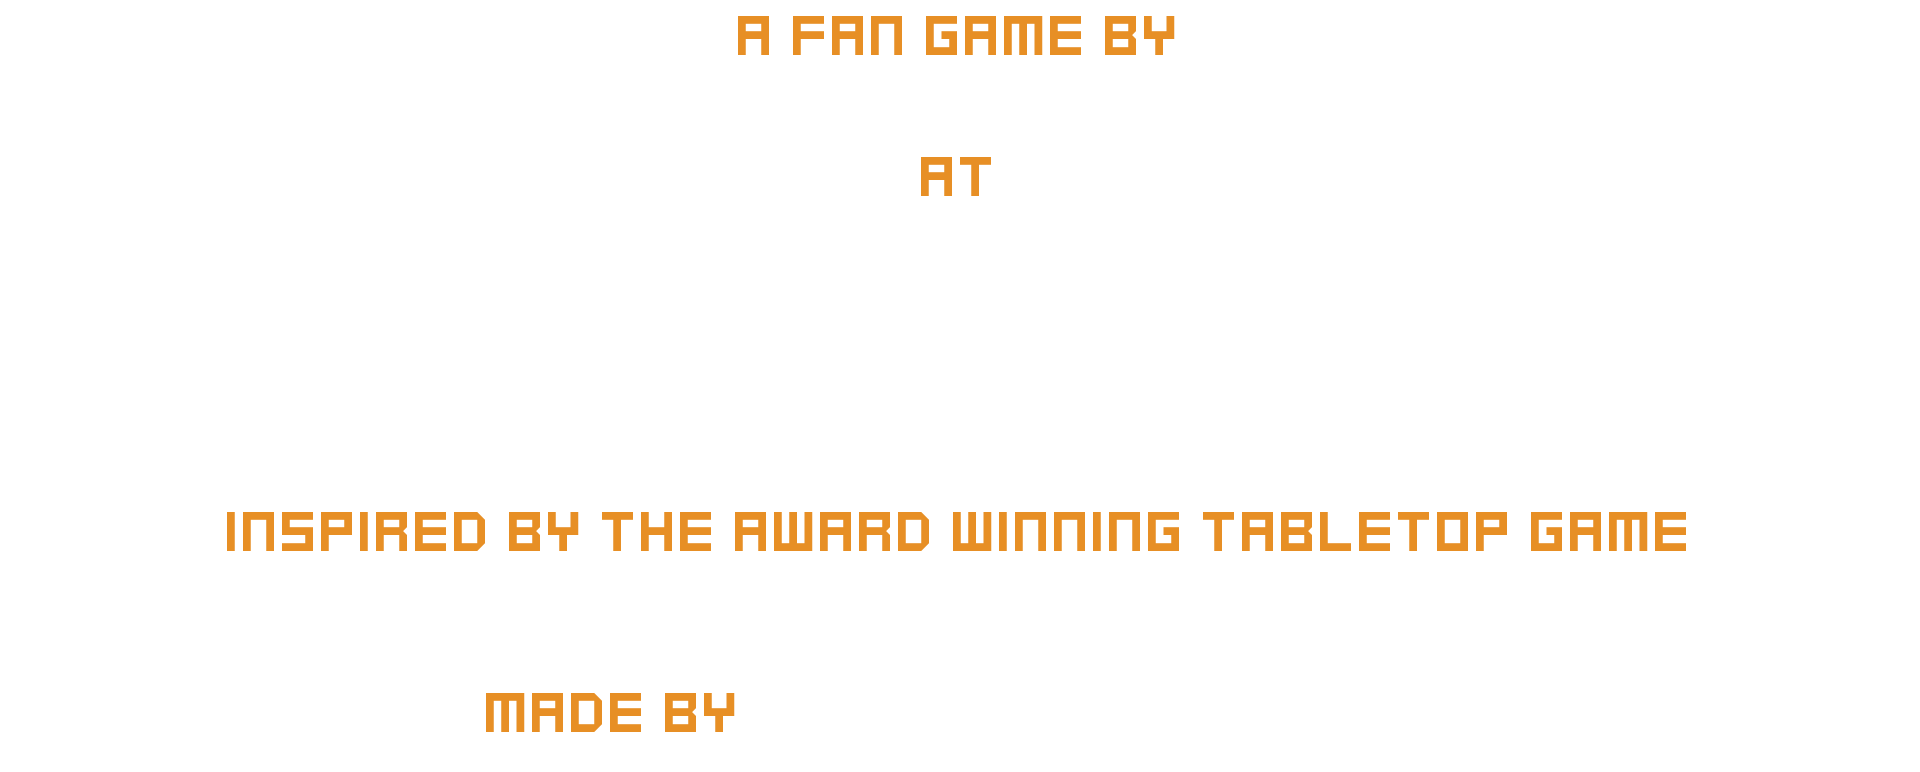 A FAN GAME BY
AT
INSPIRED BY THE AWARD WINNING TABLETOP GAME
MADE BY